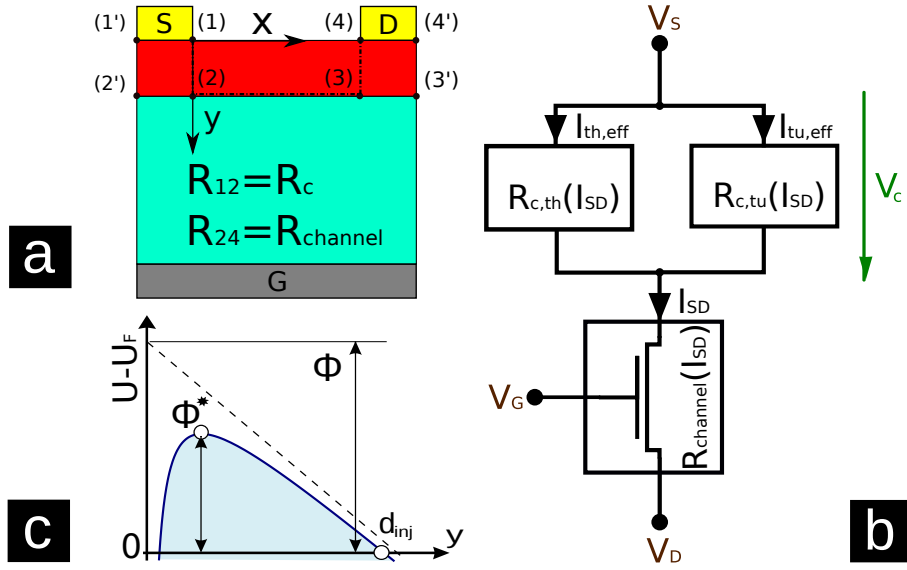 (1') S (1) (4) D (4')
X
(2') (2) (3) (3')
y
R12=Rc
R24=Rchannel
G
a
U-UF
Φ
Φ*
dinj
0
y
c
VS
Ith,eff Itu,eff
Rc,th(ISD) Rc,tu(ISD)
Vc
ISD
Rchannel(ISD)
VG
VD
b